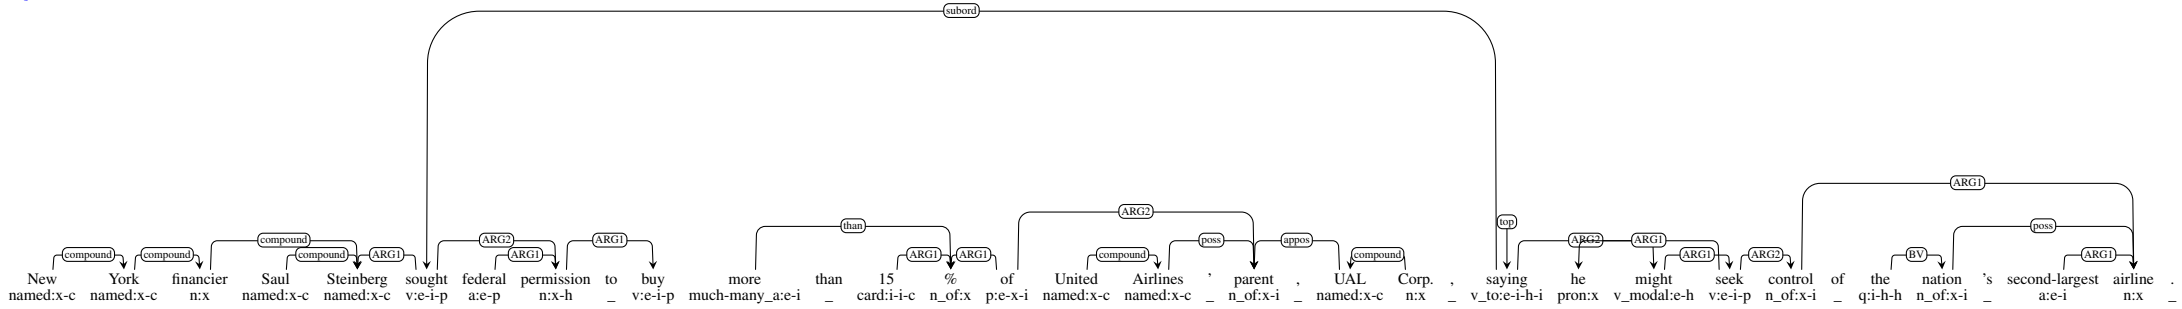 subord
ARG1
ARG2
poss
than
top
compound ARG2 ARG1 ARG2 ARG1
compound compound compound ARG1 ARG1 ARG1 ARG1 compound poss appos compound ARG1 ARG2 BV ARG1
New York financier Saul Steinberg sought federal permission to buy more than 15 % of United Airlines ' parent , UAL Corp. , saying he might seek control of the nation 's second-largest airline .
named:x-c named:x-c n:x named:x-c named:x-c v:e-i-p a:e-p n:x-h _ v:e-i-p much-many_a:e-i _ card:i-i-c n_of:x p:e-x-i named:x-c named:x-c _ n_of:x-i _ named:x-c n:x _ v_to:e-i-h-i pron:x v_modal:e-h v:e-i-p n_of:x-i _ q:i-h-h n_of:x-i _ a:e-i n:x _